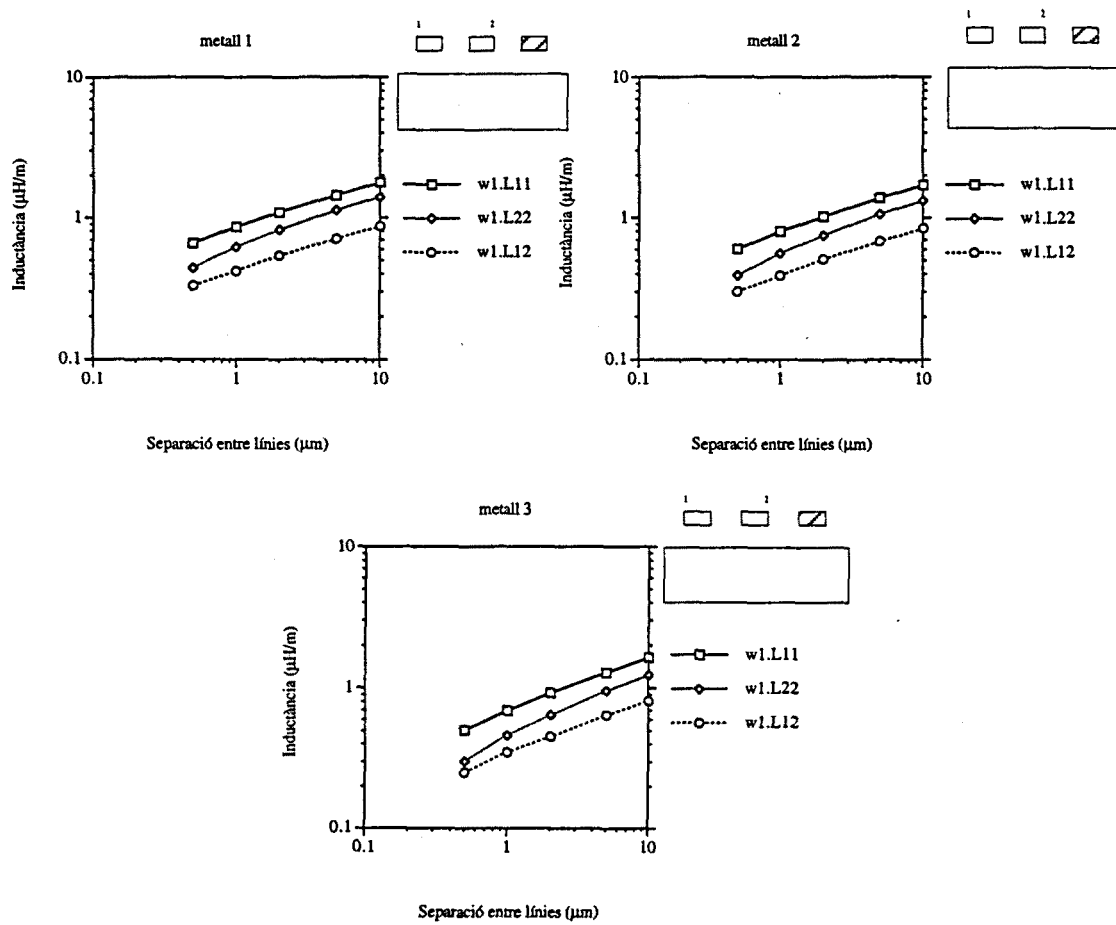 metall 1
1 2
10
1
0.1
0.1 1 10
Inductància (µH/m)
Separació entre línies (µm)
w1.L11
w1.L22
w1.L12
metall 2
1 2
10
1
0.1
0.1 1 10
Inductància (µH/m)
Separació entre línies (µm)
w1.L11
w1.L22
w1.L12
metall 3
1 2
10
1
0.1
0.1 1 10
Inductància (µH/m)
Separació entre línies (µm)
w1.L11
w1.L22
w1.L12